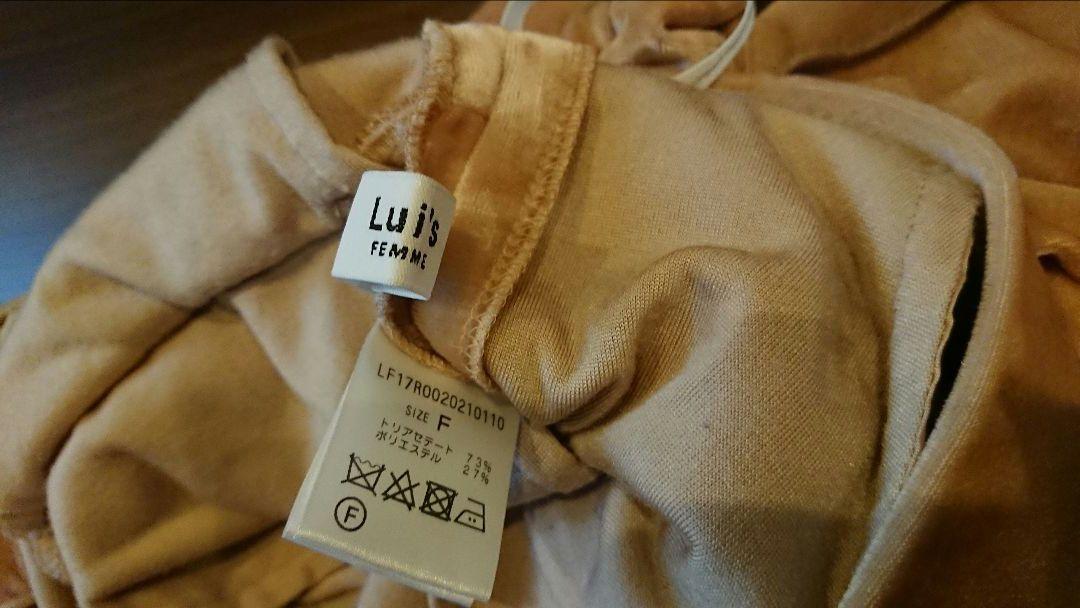 Lui's
FEMME
LF17R0020210110
SIZE F
トリアセテート 73%
ポリエステル 27%
F